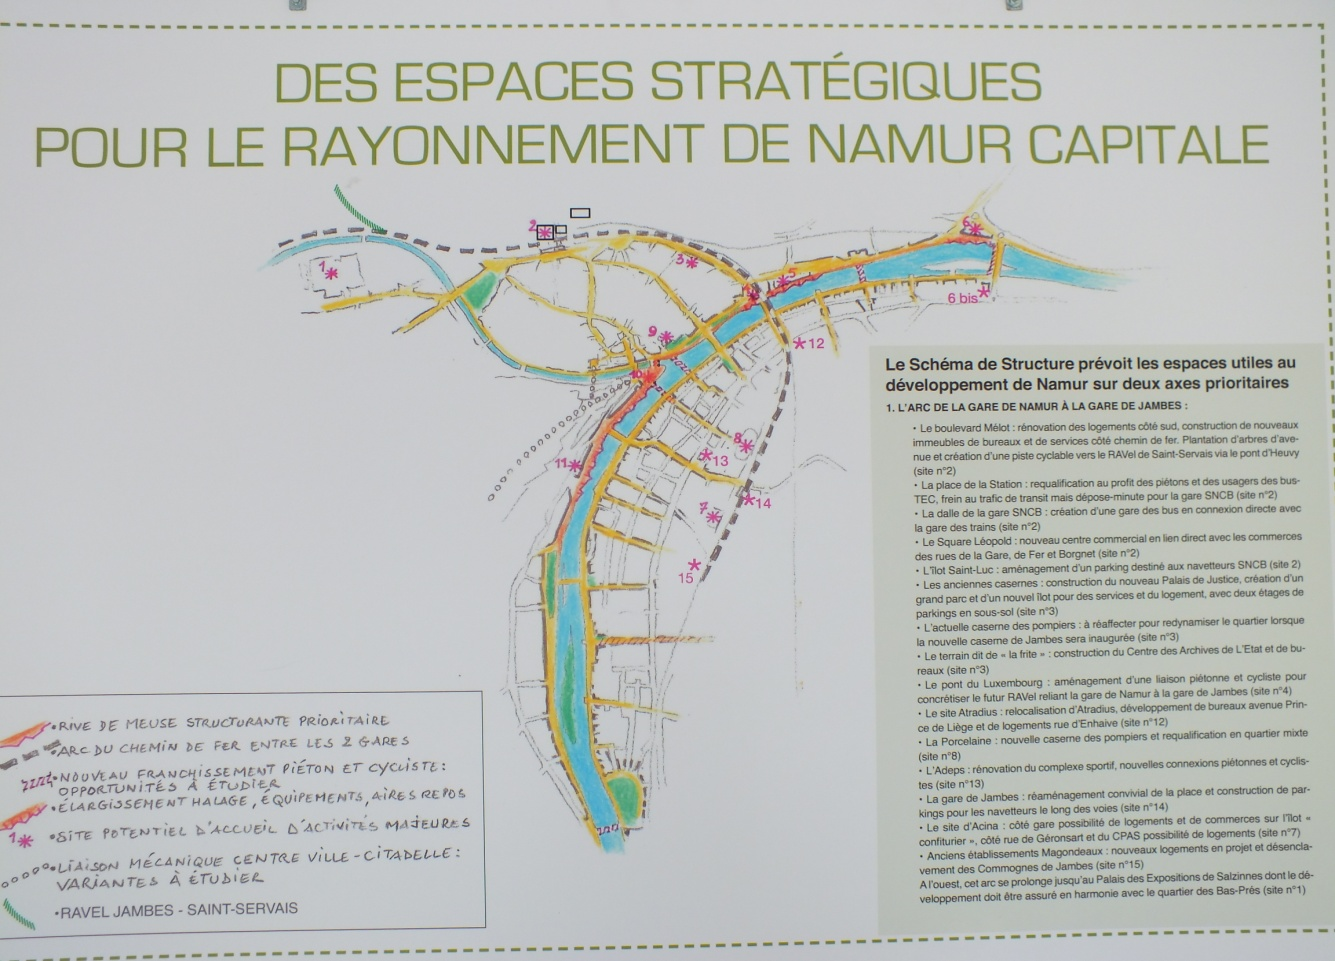 DES ESPACES STRATÉGIQUES
POUR LE RAYONNEMENT DE NAMUR CAPITALE
2
6
1
3
5
6 bis
9
12
10
8
13
11
14
7
15
Le Schéma de Structure prévoit les espaces utiles au
développement de Namur sur deux axes prioritaires
1. L'ARC DE LA GARE DE NAMUR À LA GARE DE JAMBES :
• Le boulevard Mélot : rénovation des logements côté sud, construction de nouveaux
immeubles de bureaux et de services côté chemin de fer. Plantation d'arbres d'ave-
nue et création d'une piste cyclable vers le RAVel de Saint-Servais via le pont d'Heuvy
(site n°2)
• La place de la Station : requalification au profit des piétons et des usagers des bus-
TEC, frein au trafic de transit mais dépose-minute pour la gare SNCB (site n°2)
• La dalle de la gare SNCB : création d'une gare des bus en connexion directe avec
la gare des trains (site n°2)
• Le Square Léopold : nouveau centre commercial en lien direct avec les commerces
des rues de la Gare, de Fer et Borgnet (site n°2)
• L'îlot Saint-Luc : aménagement d'un parking destiné aux navetteurs SNCB (site 2)
• Les anciennes casernes : construction du nouveau Palais de Justice, création d'un
grand parc et d'un nouvel îlot pour des services et du logement, avec deux étages de
parkings en sous-sol (site n°3)
• L'actuelle caserne des pompiers : à réaffecter pour redynamiser le quartier lorsque
la nouvelle caserne de Jambes sera inaugurée (site n°3)
• Le terrain dit de « la frite » : construction du Centre des Archives de L'Etat et de bu-
reaux (site n°3)
• Le pont du Luxembourg : aménagement d'une liaison piétonne et cycliste pour
concrétiser le futur RAVel reliant la gare de Namur à la gare de Jambes (site n°4)
• Le site Atradius : relocalisation d'Atradius, développement de bureaux avenue Prin-
ce de Liège et de logements rue d'Enhaive (site n°12)
• La Porcelaine : nouvelle caserne des pompiers et requalification en quartier mixte
(site n°8)
• L'Adeps : rénovation du complexe sportif, nouvelles connexions piétonnes et cyclis-
tes (site n°13)
• La gare de Jambes : réaménagement convivial de la place et construction de par-
kings pour les navetteurs le long des voies (site n°14)
• Le site d'Acina : côté gare possibilité de logements et de commerces sur l'îlot «
confiturier », côté rue de Géronsart et du CPAS possibilité de logements (site n°7)
• Anciens établissements Magondeaux : nouveaux logements en projet et désencla-
vement des Commognes de Jambes (site n°15)
A l'ouest, cet arc se prolonge jusqu'au Palais des Expositions de Salzinnes dont le dé-
veloppement doit être assuré en harmonie avec le quartier des Bas-Prés (site n°1)
•RIVE DE MEUSE STRUCTURANTE PRIORITAIRE
•ARC DU CHEMIN DE FER ENTRE LES 2 GARES
•NOUVEAU FRANCHISSEMENT PIÉTON ET CYCLISTE:
OPPORTUNITÉS À ÉTUDIER
•ÉLARGISSEMENT HALAGE, ÉQUIPEMENTS, AIRES REPOS
1 •SITE POTENTIEL D'ACCUEIL D'ACTIVITÉS MAJEURES
•LIAISON MÉCANIQUE CENTRE VILLE-CITADELLE:
VARIANTES À ÉTUDIER
•RAVEL JAMBES - SAINT-SERVAIS